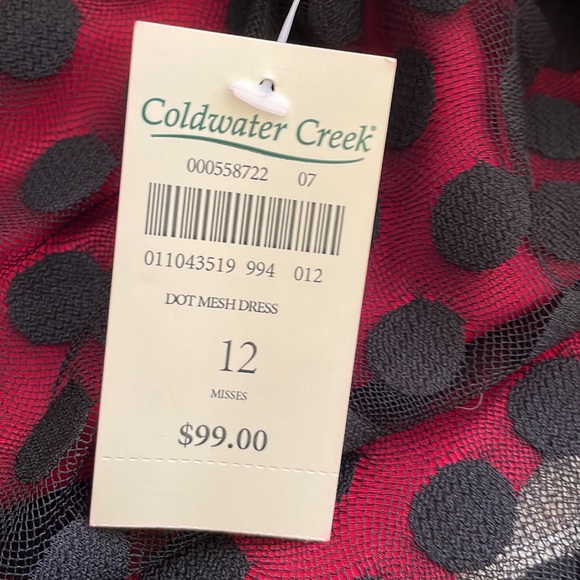 Coldwater Creek®
000558722 07
011043519 994 012
DOT MESH DRESS
12
MISSES
$99.00